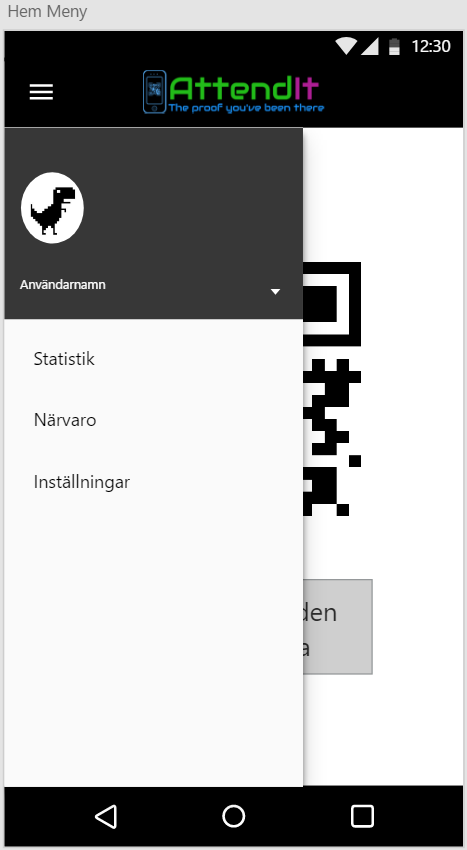 Hem Meny
12:30
AttendIt
The proof you've been there
Användarnamn
Statistik
Närvaro
Inställningar
den
a